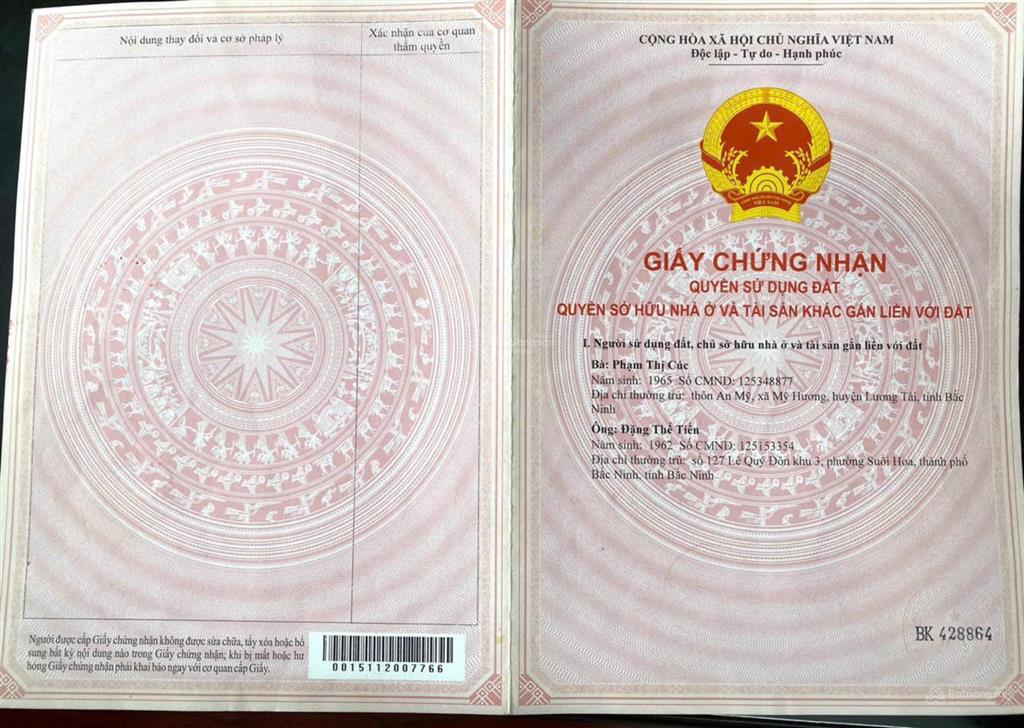 Nội dung thay đổi và cơ sở pháp lý
Xác nhận của cơ quan
thẩm quyền
Người được cấp Giấy chứng nhận không được sửa chữa, tẩy xóa hoặc bổ
sung bất kỳ nội dung nào trong Giấy chứng nhận; khi bị mất hoặc hư
hỏng Giấy chứng nhận phải khai báo ngay với cơ quan cấp Giấy.
0015112007766
CỘNG HÒA XÃ HỘI CHỦ NGHĨA VIỆT NAM
Độc lập - Tự do - Hạnh phúc
VIỆT NAM
GIẤY CHỨNG NHẬN
QUYỀN SỬ DỤNG ĐẤT
QUYỀN SỞ HỮU NHÀ Ở VÀ TÀI SẢN KHÁC GẮN LIỀN VỚI ĐẤT
I. Người sử dụng đất, chủ sở hữu nhà ở và tài sản gắn liền với đất
Bà: Phạm Thị Cúc
Năm sinh: 1965 Số CMND: 125348877
Địa chỉ thường trú: thôn An Mỹ, xã Mỹ Hương, huyện Lương Tài, tỉnh Bắc
Ninh
Ông: Đặng Thế Tiến
Năm sinh: 1962 Số CMND: 125153354
Địa chỉ thường trú: số 127 Lê Quý Đôn khu 3, phường Suối Hoa, thành phố
Bắc Ninh, tỉnh Bắc Ninh
BK 428864